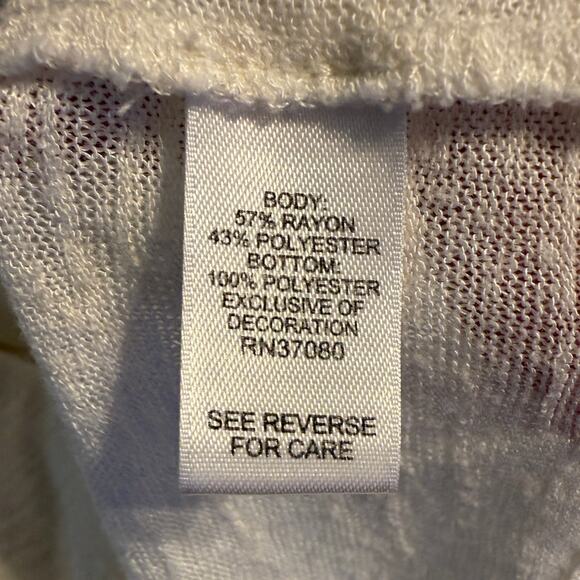 BODY:
57% RAYON
43% POLYESTER
BOTTOM:
100% POLYESTER
EXCLUSIVE OF
DECORATION
RN37080
SEE REVERSE
FOR CARE